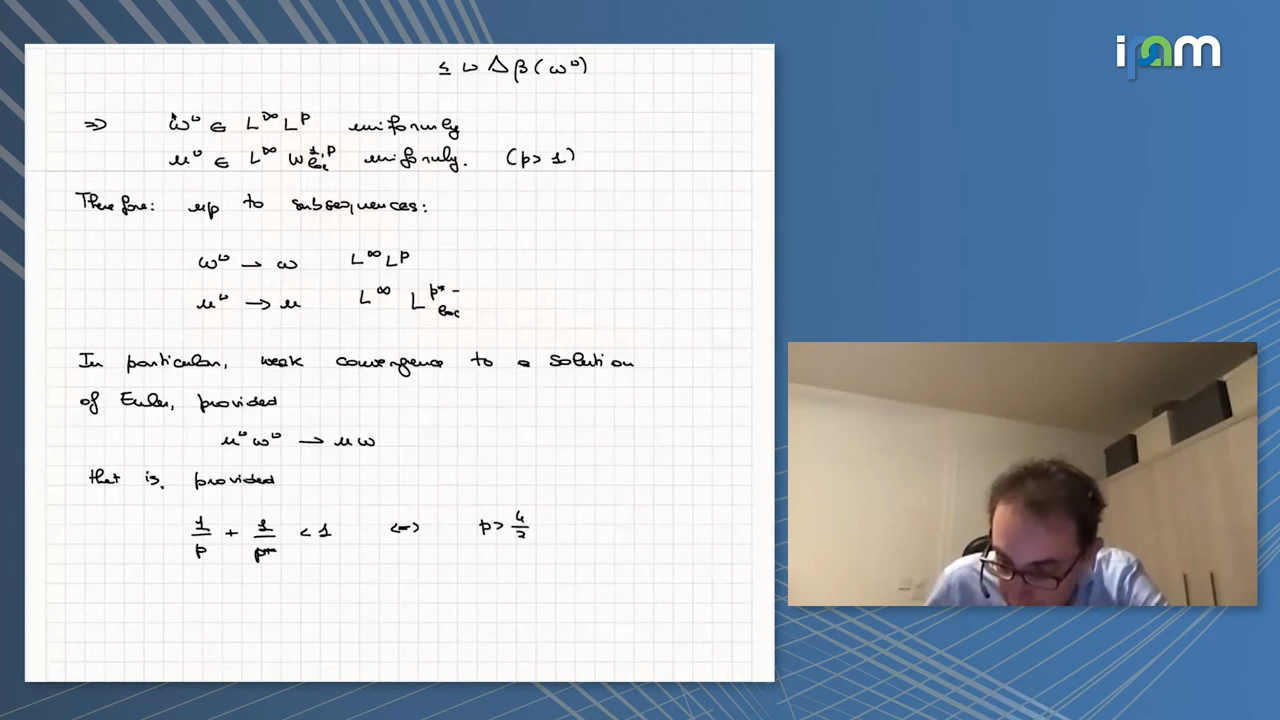 ipam
≤ ν Δ β(ω^ν)
⇒ ω^ν ∈ L^∞ L^p uniformly
u^ν ∈ L^∞ W^{1,p}_{loc} uniformly. (p > 1)
Therefore: up to subsequences:
ω^ν ⇀ ω L^∞ L^p
u^ν → u L^∞ L^{p*-}_{loc}
In particular, weak convergence to a solution
of Euler, provided
u^ν ω^ν ⇀ u ω
that is, provided
1/p + 1/p* < 1 ⇔ p > 4/3